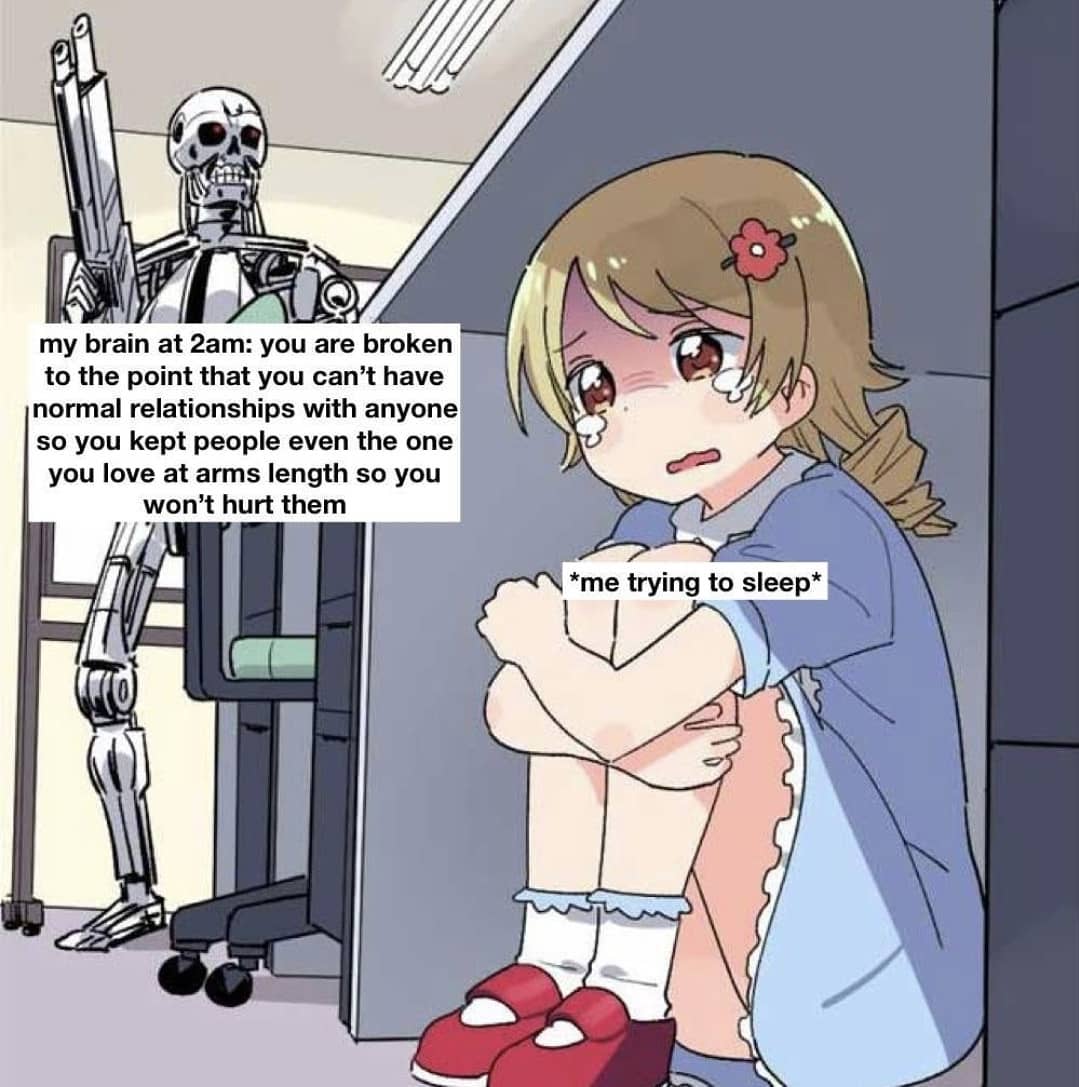 my brain at 2am: you are broken
to the point that you can't have
normal relationships with anyone
so you kept people even the one
you love at arms length so you
won't hurt them
*me trying to sleep*